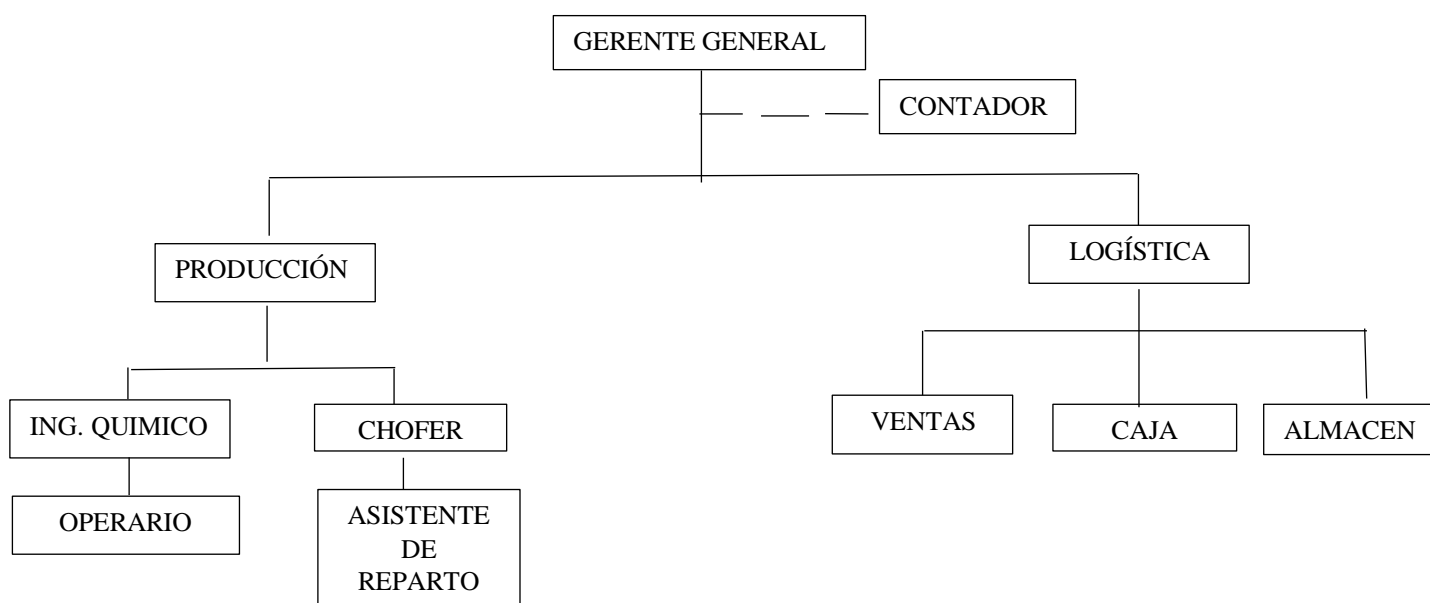 GERENTE GENERAL
CONTADOR
PRODUCCIÓN
LOGÍSTICA
ING. QUIMICO
CHOFER
VENTAS
CAJA
ALMACEN
OPERARIO
ASISTENTE
DE
REPARTO